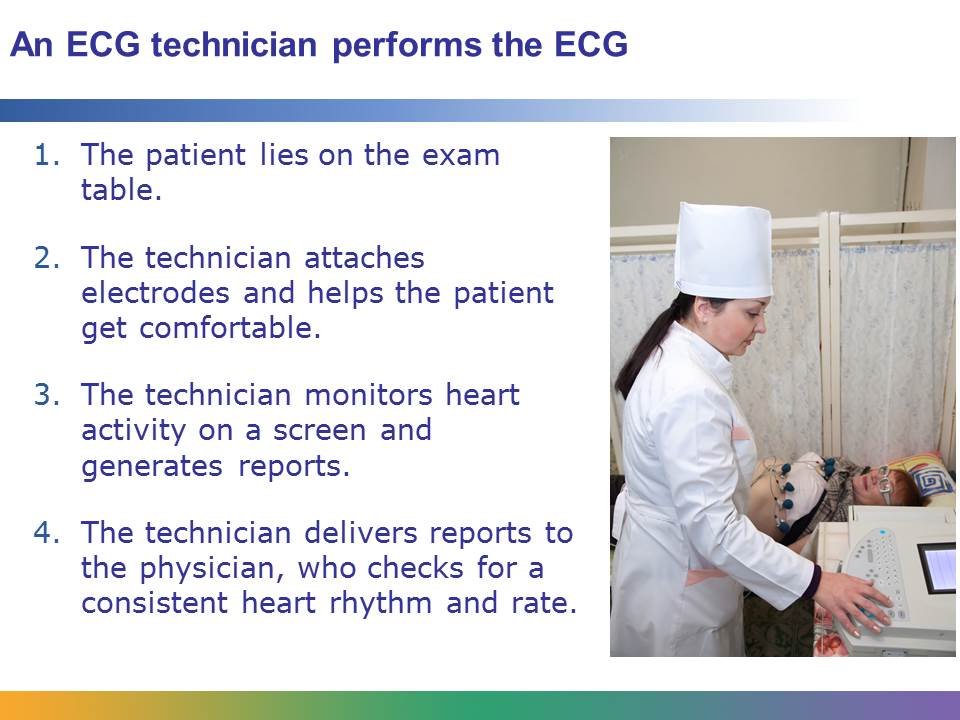 An ECG technician performs the ECG
1. The patient lies on the exam
table.
2. The technician attaches
electrodes and helps the patient
get comfortable.
3. The technician monitors heart
activity on a screen and
generates reports.
4. The technician delivers reports to
the physician, who checks for a
consistent heart rhythm and rate.